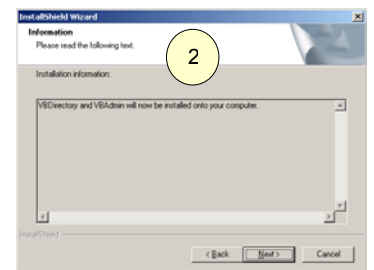 InstallShield Wizard
Information
Please read the following text.
2
Installation information:
VBDirectory and VBAdmin will now be installed onto your computer.
InstallShield
< Back
Next >
Cancel